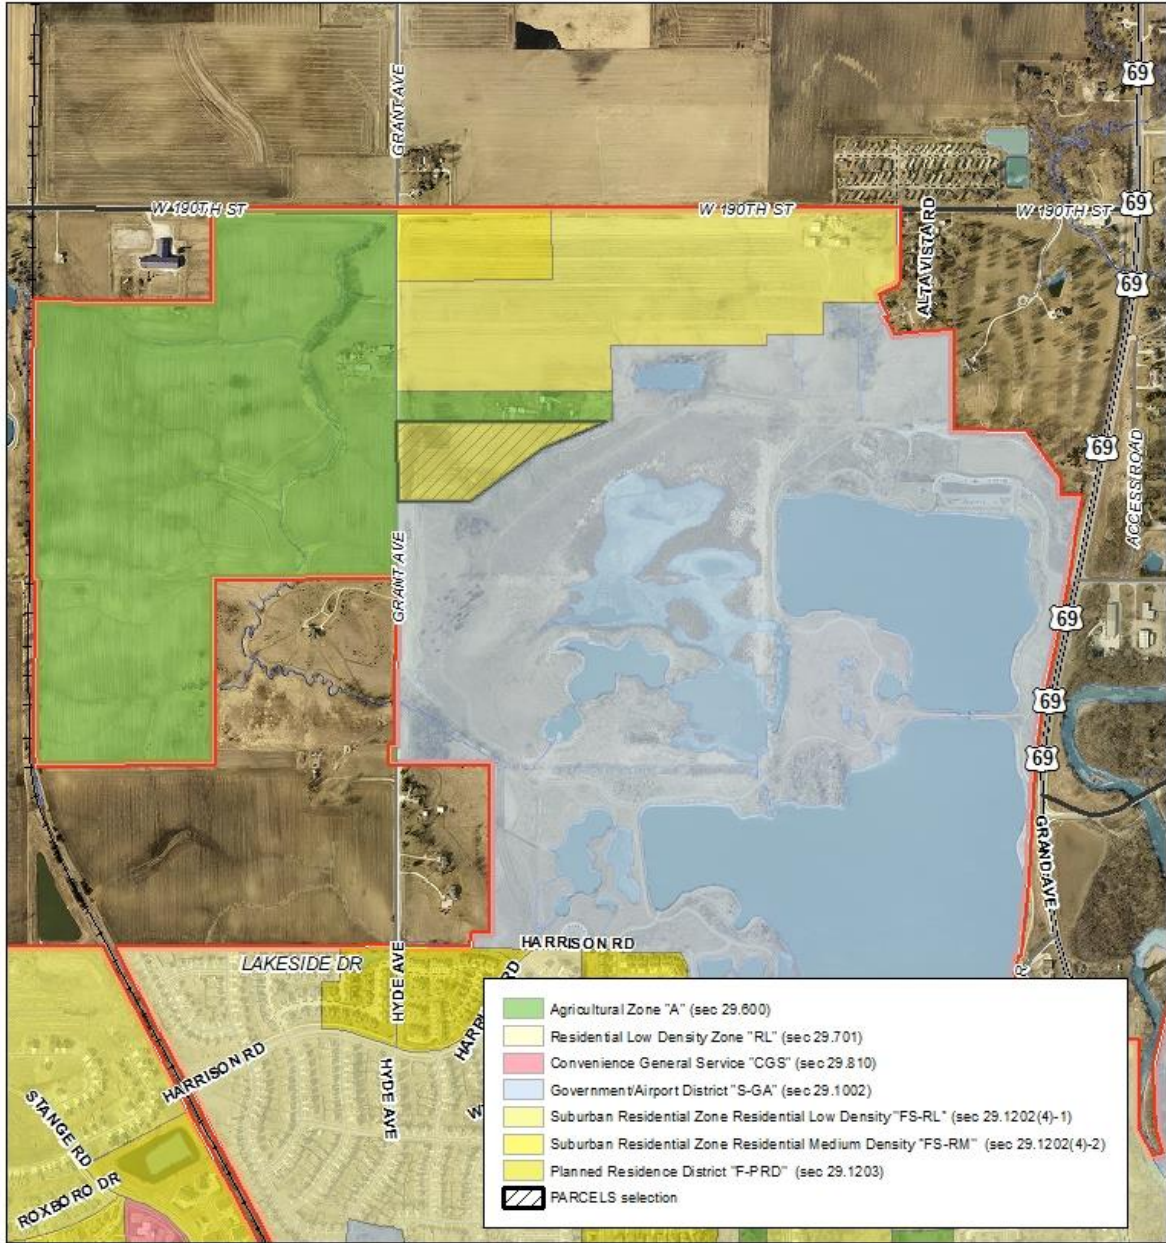 69
GRANT AVE
W 190TH ST
W 190TH ST
W 190TH ST
69
ALTA VISTA RD
69
69
ACCESS ROAD
GRANT AVE
69
69
69
GRAND AVE
HARRISON RD
LAKESIDE DR
HYDE AVE
HARRISON RD
HYDE AVE
STANGE RD
ROXBORO DR
Agricultural Zone "A" (sec 29.600)
Residential Low Density Zone "RL" (sec 29.701)
Convenience General Service "CGS" (sec 29.810)
Government/Airport District "S-GA" (sec 29.1002)
Suburban Residential Zone Residential Low Density "FS-RL" (sec 29.1202(4)-1)
Suburban Residential Zone Residential Medium Density "FS-RM" (sec 29.1202(4)-2)
Planned Residence District "F-PRD" (sec 29.1203)
PARCELS selection